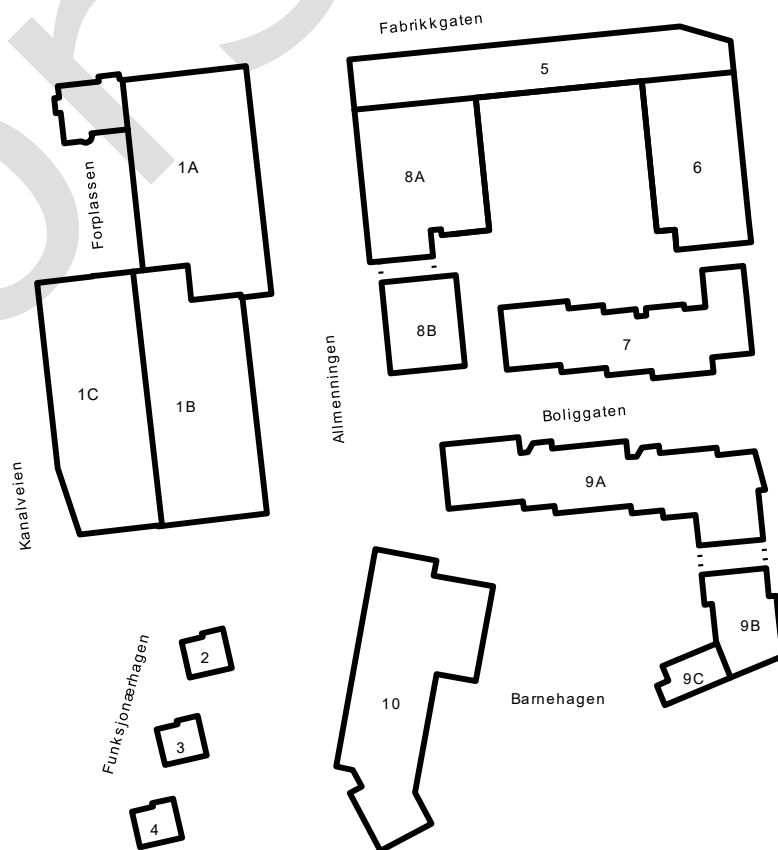 Fabrikkgaten
5
1A
8A
6
Forplassen
8B
7
Allmenningen
1C
1B
Boliggaten
Kanalveien
9A
9B
2
Funksjonærhagen
9C
10
Barnehagen
3
4